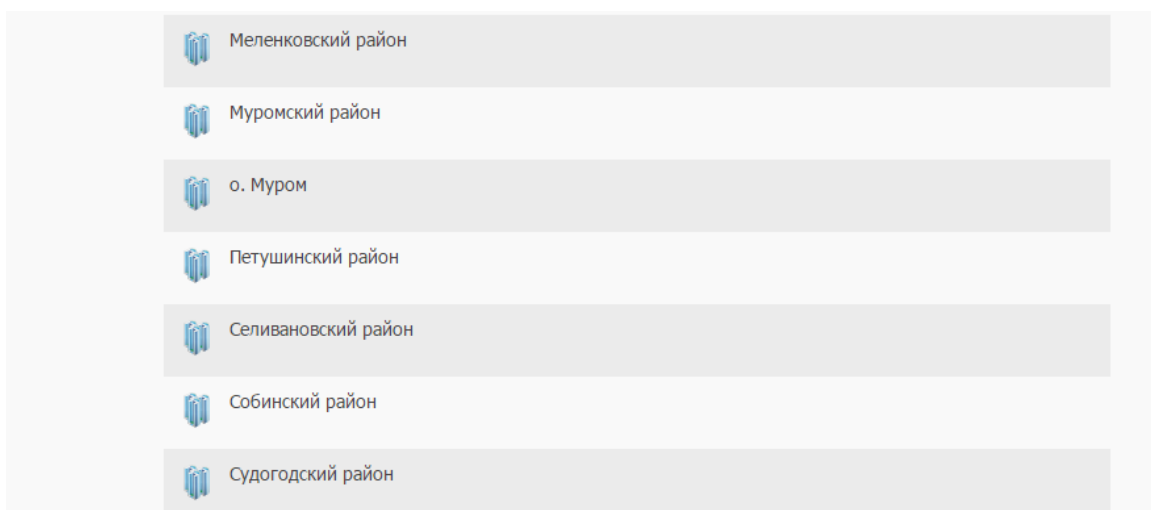 Меленковский район
Муромский район
о. Муром
Петушинский район
Селивановский район
Собинский район
Судогодский район